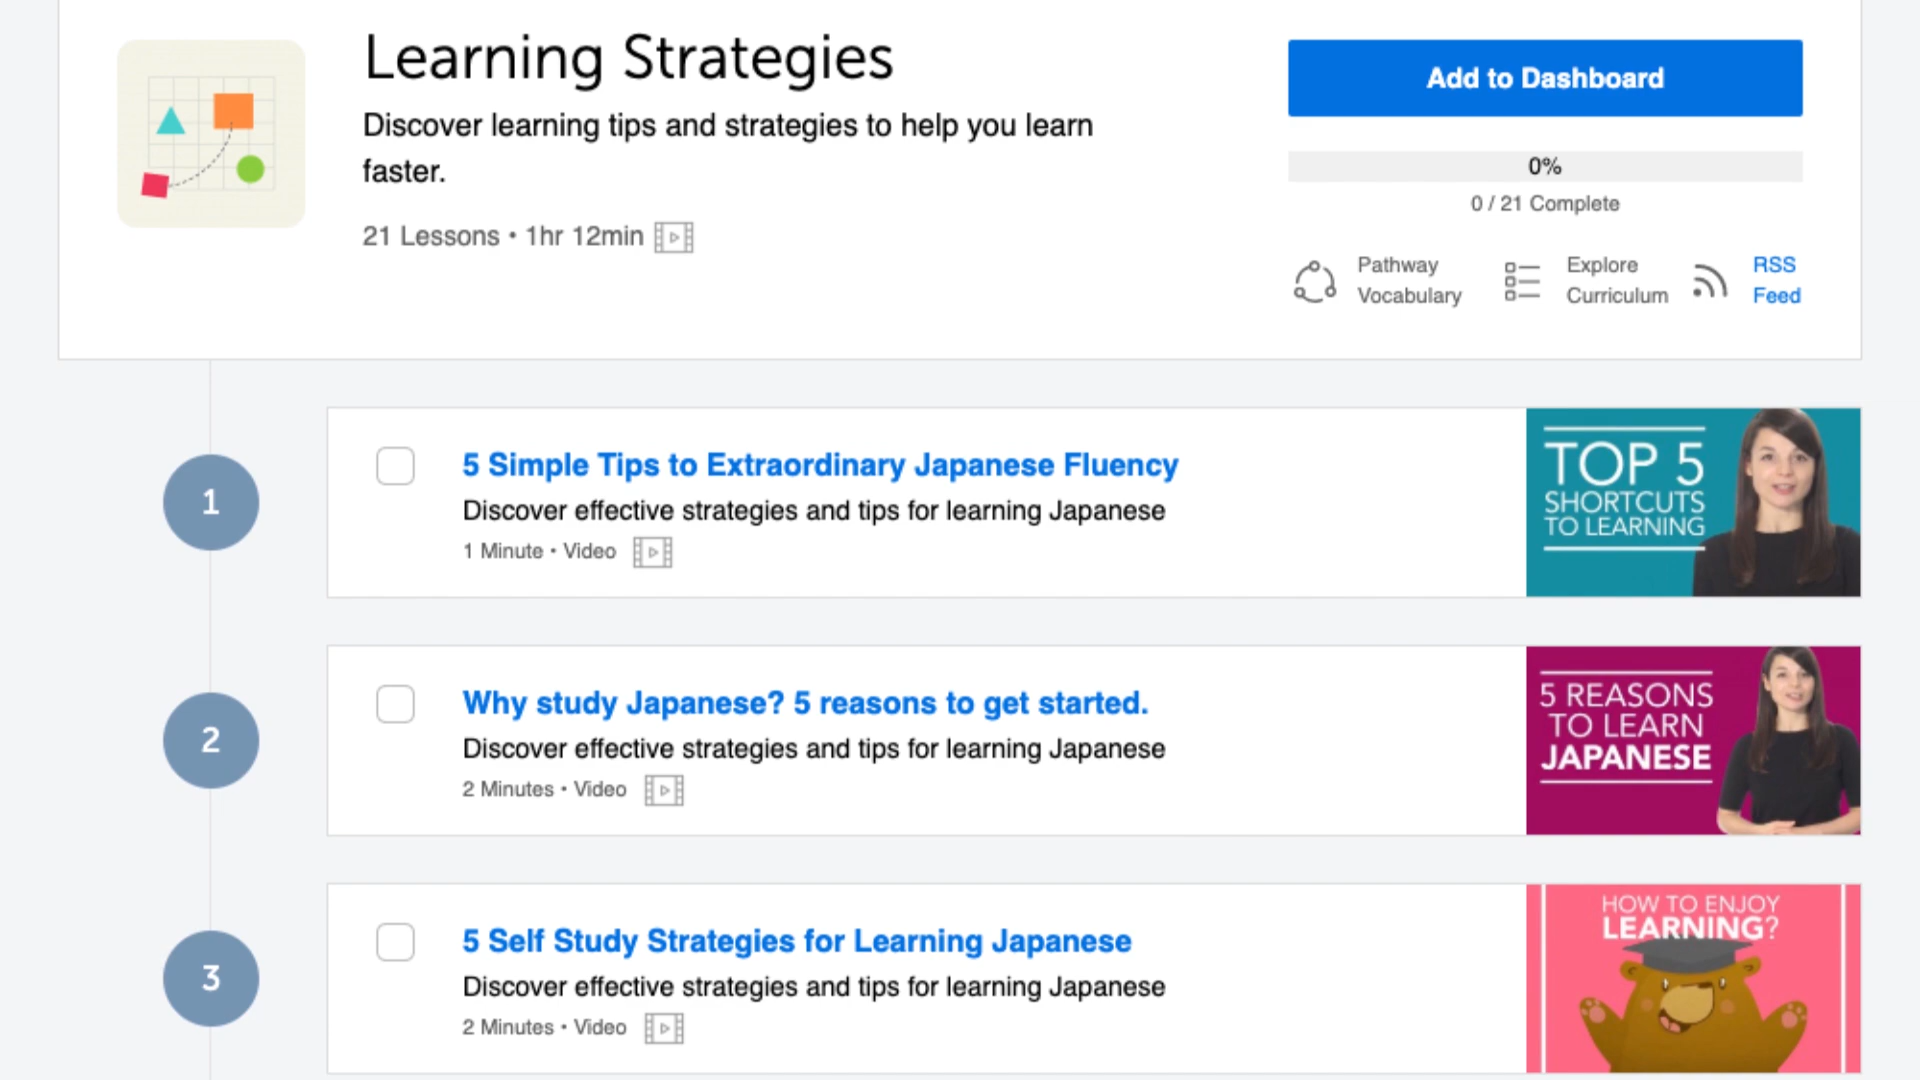 Learning Strategies
Discover learning tips and strategies to help you learn
faster.
21 Lessons • 1hr 12min
Add to Dashboard
0%
0 / 21 Complete
Pathway
Vocabulary
Explore
Curriculum
RSS
Feed
1
5 Simple Tips to Extraordinary Japanese Fluency
Discover effective strategies and tips for learning Japanese
1 Minute • Video
TOP 5
SHORTCUTS
TO LEARNING
2
Why study Japanese? 5 reasons to get started.
Discover effective strategies and tips for learning Japanese
2 Minutes • Video
5 REASONS
TO LEARN
JAPANESE
3
5 Self Study Strategies for Learning Japanese
Discover effective strategies and tips for learning Japanese
2 Minutes • Video
HOW TO ENJOY
LEARNING?